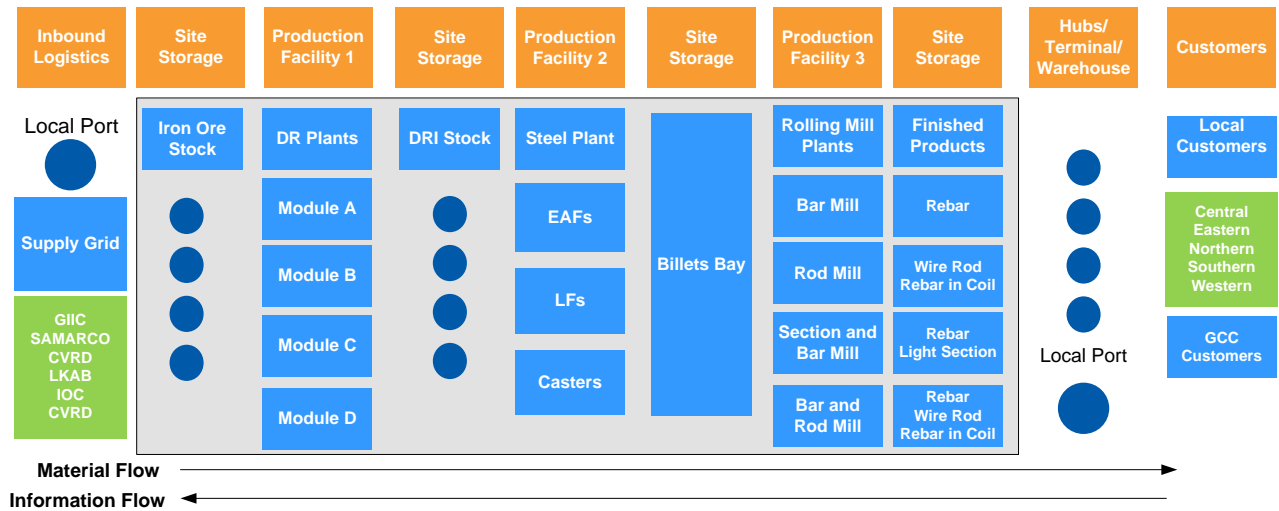 Inbound
Logistics
Site
Storage
Production
Facility 1
Site
Storage
Production
Facility 2
Site
Storage
Production
Facility 3
Site
Storage
Hubs/
Terminal/
Warehouse
Customers
Local Port
Supply Grid
GIIC
SAMARCO
CVRD
LKAB
IOC
CVRD
Iron Ore
Stock
DR Plants
Module A
Module B
Module C
Module D
DRI Stock
Steel Plant
EAFs
LFs
Casters
Billets Bay
Rolling Mill
Plants
Bar Mill
Rod Mill
Section and
Bar Mill
Bar and
Rod Mill
Finished
Products
Rebar
Wire Rod
Rebar in Coil
Rebar
Light Section
Rebar
Wire Rod
Rebar in Coil
Local Port
Local
Customers
Central
Eastern
Northern
Southern
Western
GCC
Customers
Material Flow
Information Flow